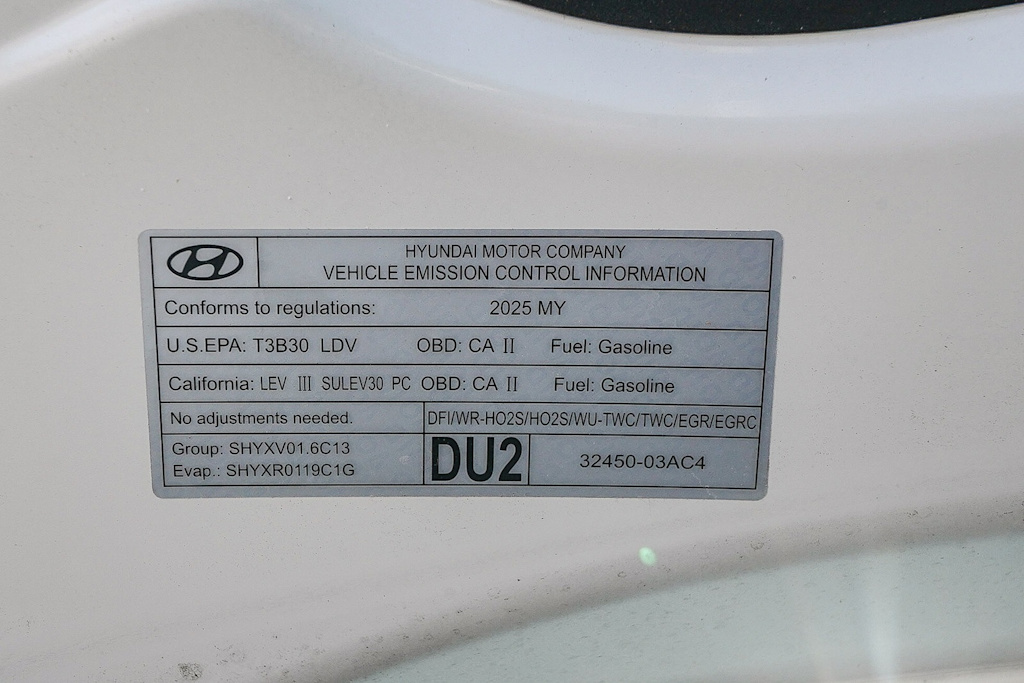 HYUNDAI MOTOR COMPANY
VEHICLE EMISSION CONTROL INFORMATION
Conforms to regulations: 2025 MY
U.S.EPA: T3B30 LDV OBD: CA II Fuel: Gasoline
California: LEV III SULEV30 PC OBD: CA II Fuel: Gasoline
No adjustments needed. DFI/WR-HO2S/HO2S/WU-TWC/TWC/EGR/EGRC
Group: SHYXV01.6C13
Evap.: SHYXR0119C1G
DU2
32450-03AC4